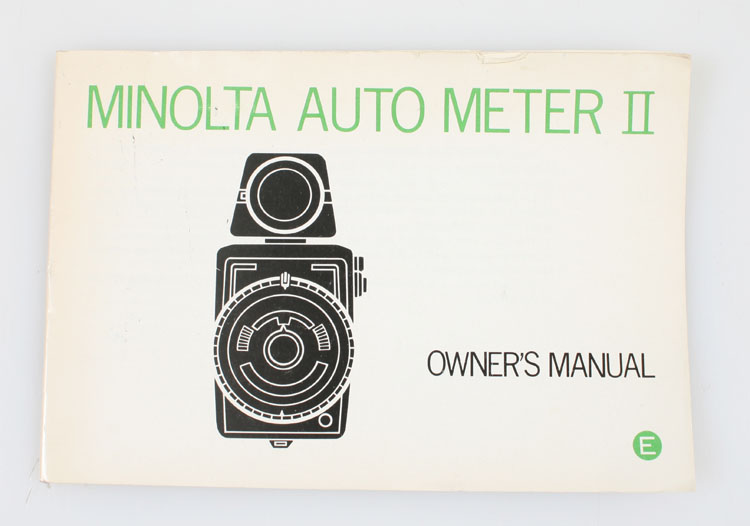 MINOLTA AUTO METER II
OWNER'S MANUAL
E